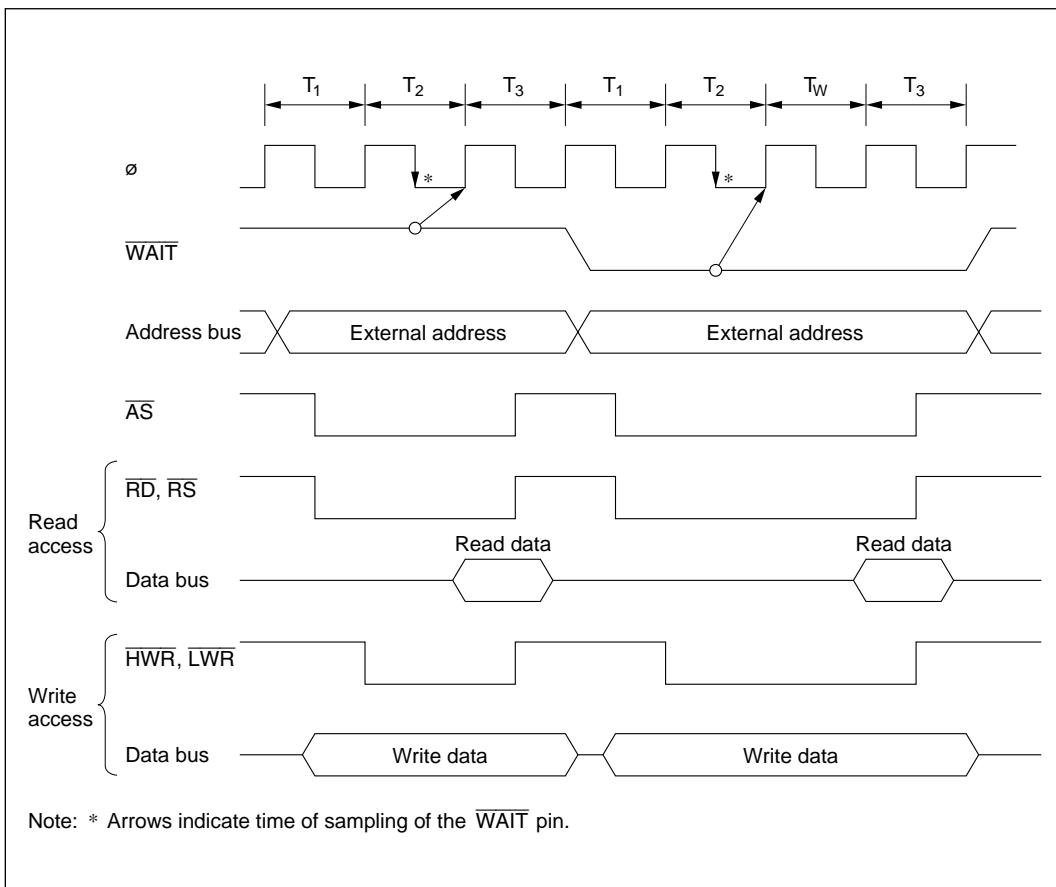 T1 T2 T3 T1 T2 TW T3
ø
*
*
WAIT
Address bus
External address
External address
AS
Read access
RD, RS
Read data
Read data
Data bus
Write access
HWR, LWR
Data bus
Write data
Write data
Note: * Arrows indicate time of sampling of the WAIT pin.